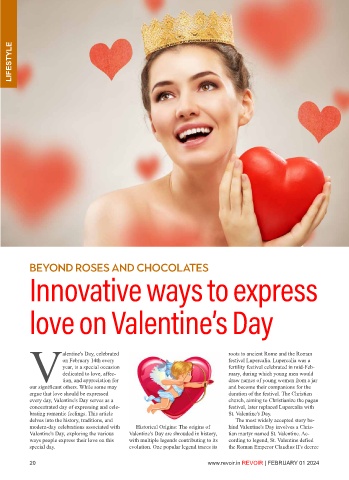 LIFESTYLE
BEYOND ROSES AND CHOCOLATES
Innovative ways to express
love on Valentine's Day
Valentine's Day, celebrated
on February 14th every
year, is a special occasion
dedicated to love, affec-
tion, and appreciation for
our significant others. While some may
argue that love should be expressed
every day, Valentine's Day serves as a
concentrated day of expressing and cele-
brating romantic feelings. This article
delves into the history, traditions, and
modern-day celebrations associated with
Valentine's Day, exploring the various
ways people express their love on this
special day.
Historical Origins: The origins of
Valentine's Day are shrouded in history,
with multiple legends contributing to its
evolution. One popular legend traces its
roots to ancient Rome and the Roman
festival Lupercalia. Lupercalia was a
fertility festival celebrated in mid-Feb-
ruary, during which young men would
draw names of young women from a jar
and become their companions for the
duration of the festival. The Christian
church, aiming to Christianize the pagan
festival, later replaced Lupercalia with
St. Valentine's Day.
The most widely accepted story be-
hind Valentine's Day involves a Chris-
tian martyr named St. Valentine. Ac-
cording to legend, St. Valentine defied
the Roman Emperor Claudius II's decree
20
www.revoir.in REVOIR | FEBRUARY 01 2024